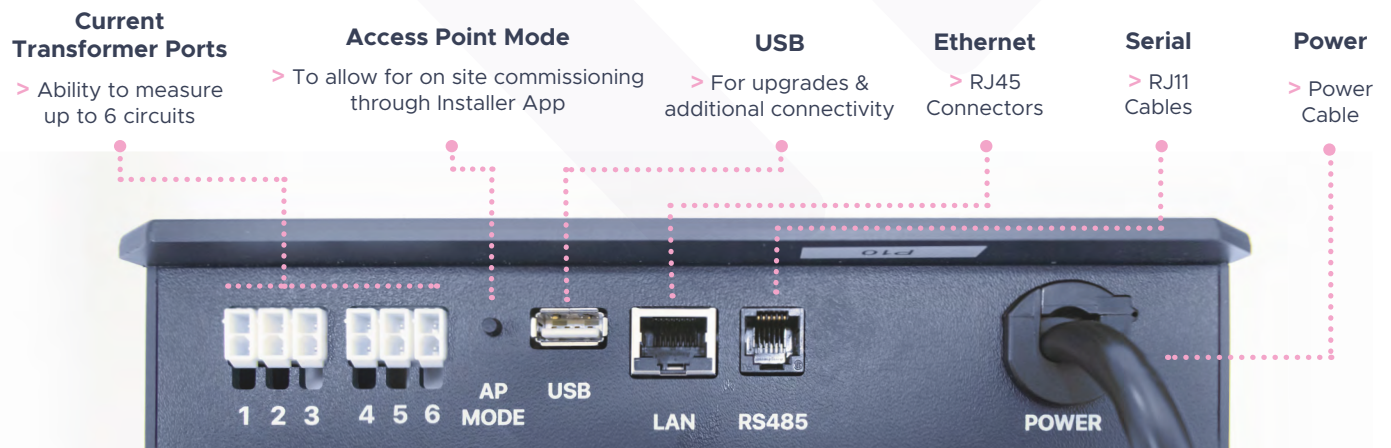 Current
Transformer Ports
> Ability to measure
up to 6 circuits
Access Point Mode
> To allow for on site commissioning
through Installer App
USB
> For upgrades &
additional connectivity
Ethernet
> RJ45
Connectors
Serial
> RJ11
Cables
Power
> Power
Cable
P10
1 2 3 4 5 6
AP
MODE
USB
LAN
RS485
POWER